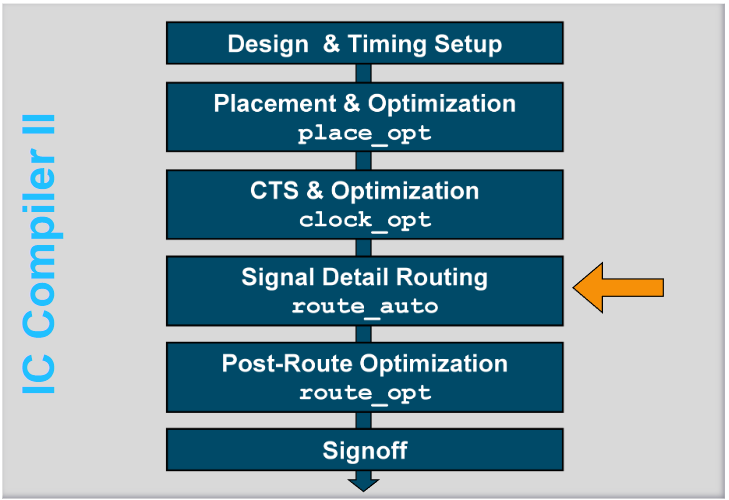 IC Compiler II
Design & Timing Setup
Placement & Optimization
place_opt
CTS & Optimization
clock_opt
Signal Detail Routing
route_auto
Post-Route Optimization
route_opt
Signoff